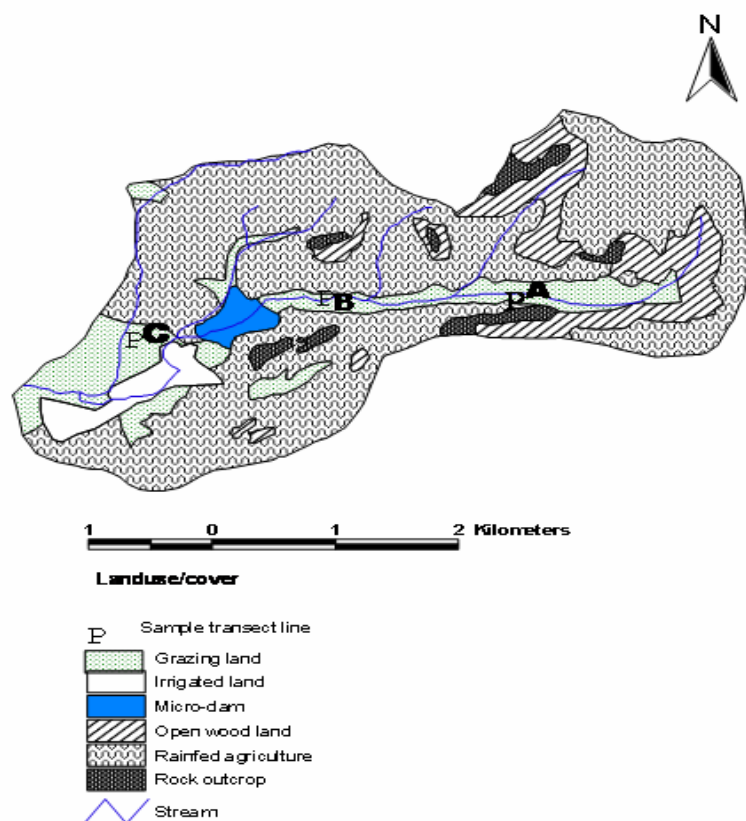 N
P A
P B
P C
1 0 1 2 Kilometers
Landuse/cover
P Sample transect line
Grazing land
Irrigated land
Micro-dam
Open wood land
Rainfed agriculture
Rock outcrop
Stream